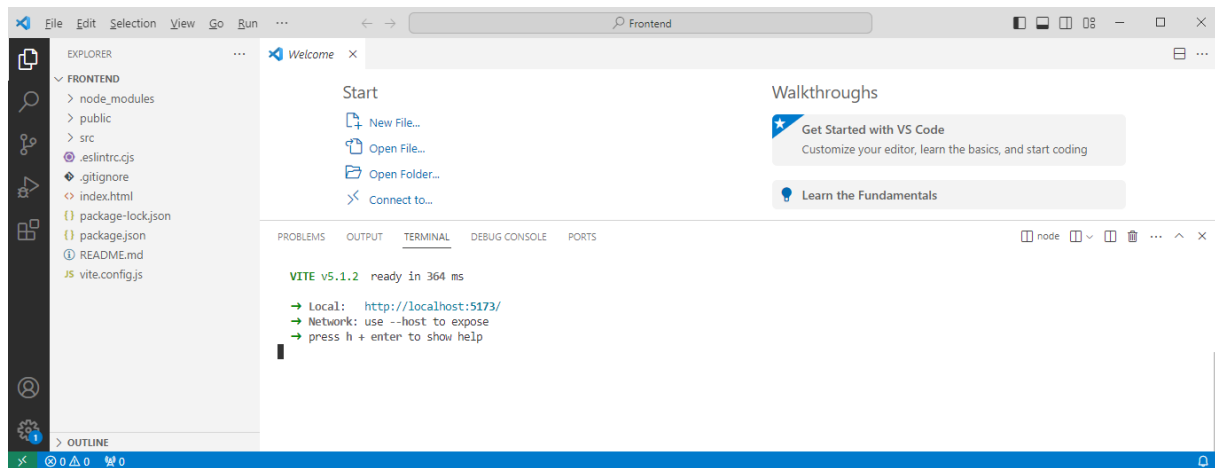 File Edit Selection View Go Run ··· Frontend
EXPLORER ···
FRONTEND
node_modules
public
src
.eslintrc.cjs
.gitignore
index.html
package-lock.json
package.json
README.md
vite.config.js
OUTLINE
Welcome
Start
New File...
Open File...
Open Folder...
Connect to...
Walkthroughs
Get Started with VS Code
Customize your editor, learn the basics, and start coding
Learn the Fundamentals
PROBLEMS OUTPUT TERMINAL DEBUG CONSOLE PORTS node
VITE v5.1.2 ready in 364 ms
➜ Local: http://localhost:5173/
➜ Network: use --host to expose
➜ press h + enter to show help
1
0 0 0